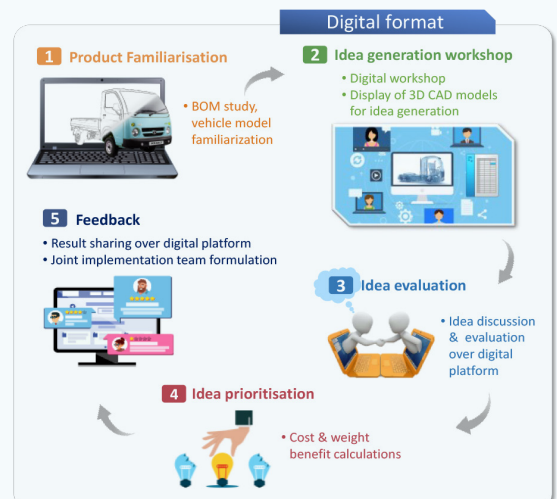 Digital format
1 Product Familiarisation
• BOM study,
vehicle model
familiarization
2 Idea generation workshop
• Digital workshop
• Display of 3D CAD models
for idea generation
3 Idea evaluation
• Idea discussion
& evaluation
over digital
platform
4 Idea prioritisation
• Cost & weight
benefit calculations
5 Feedback
• Result sharing over digital platform
• Joint implementation team formulation